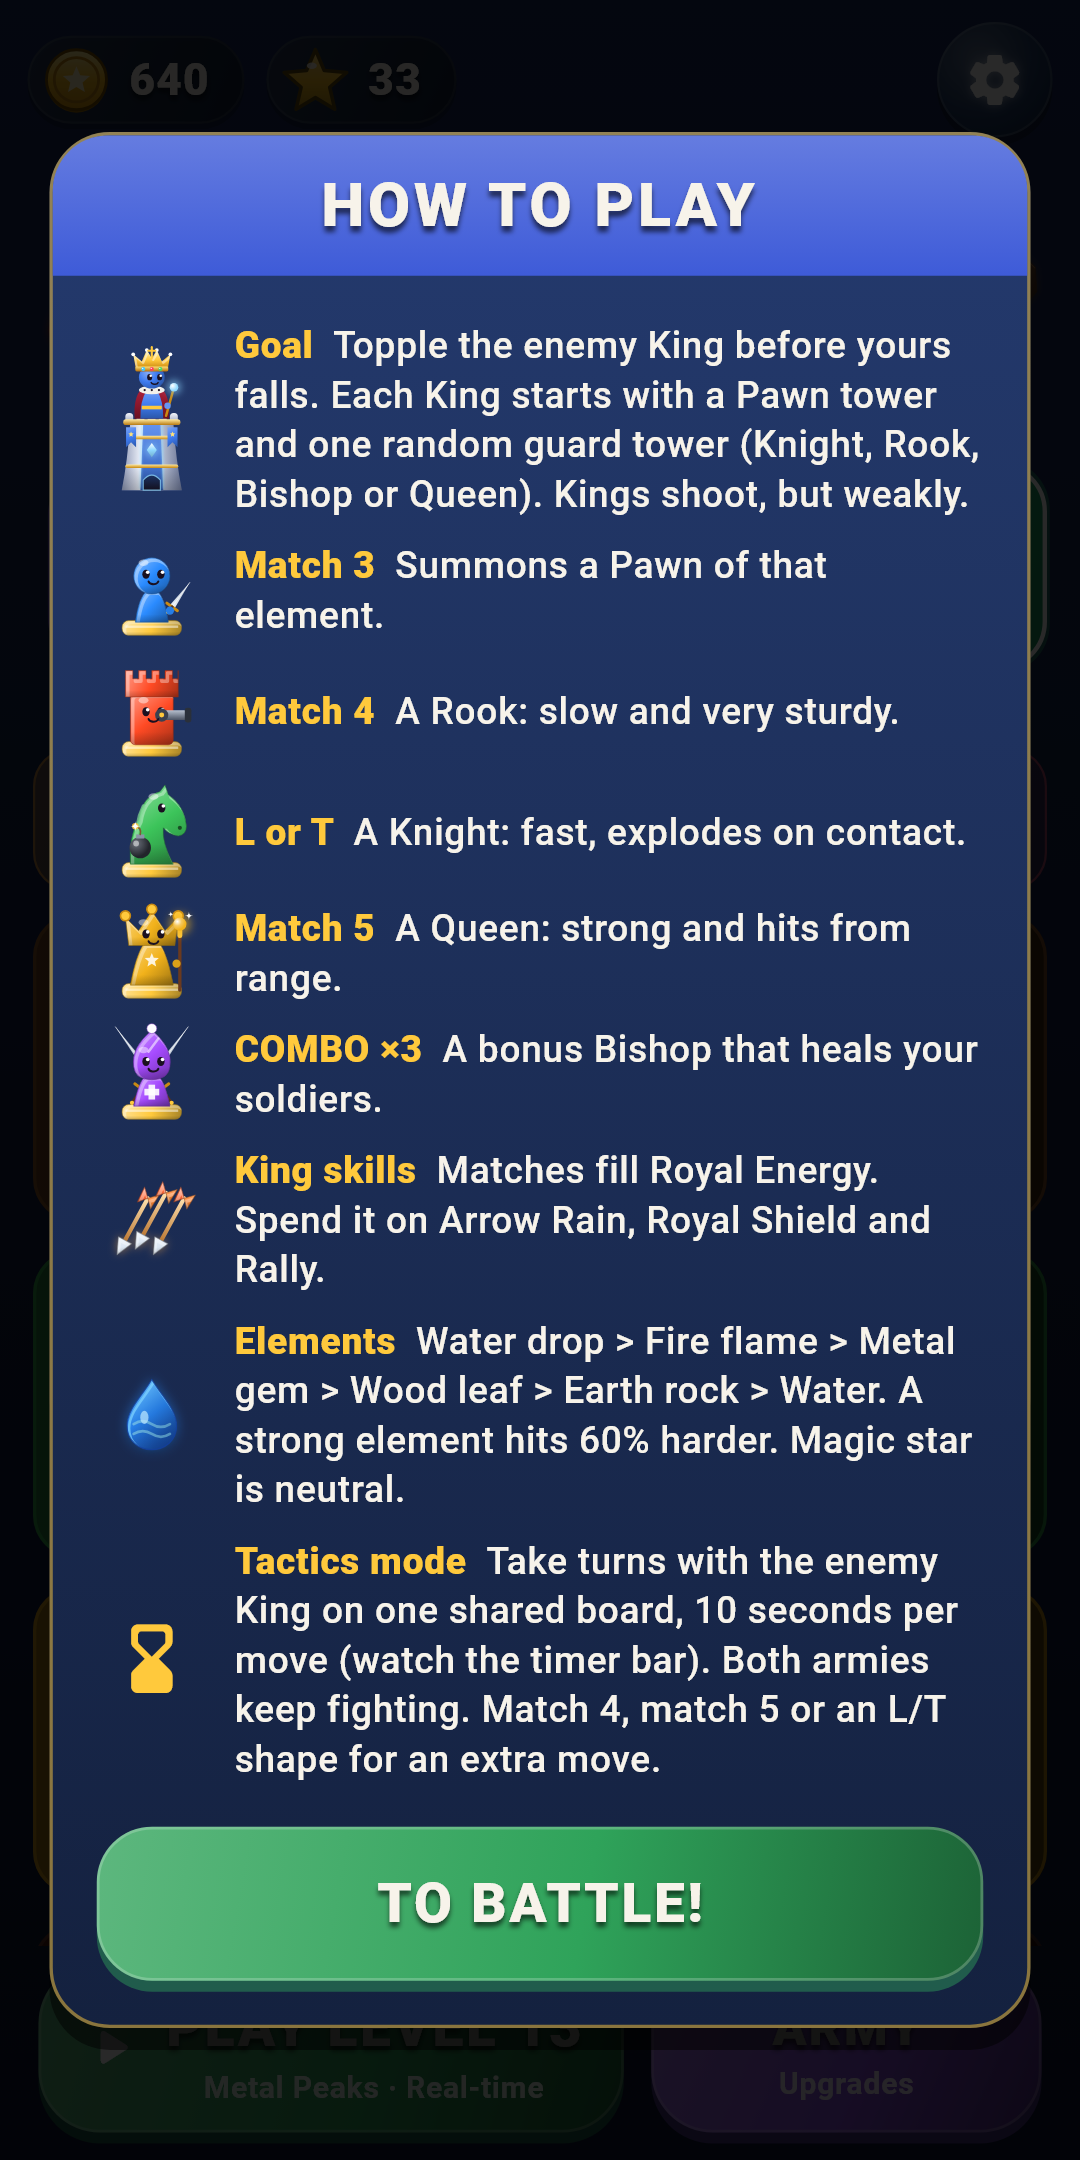 640
33
HOW TO PLAY
Goal Topple the enemy King before yours
falls. Each King starts with a Pawn tower
and one random guard tower (Knight, Rook,
Bishop or Queen). Kings shoot, but weakly.
Match 3 Summons a Pawn of that
element.
Match 4 A Rook: slow and very sturdy.
L or T A Knight: fast, explodes on contact.
Match 5 A Queen: strong and hits from
range.
COMBO ×3 A bonus Bishop that heals your
soldiers.
King skills Matches fill Royal Energy.
Spend it on Arrow Rain, Royal Shield and
Rally.
Elements Water drop > Fire flame > Metal
gem > Wood leaf > Earth rock > Water. A
strong element hits 60% harder. Magic star
is neutral.
Tactics mode Take turns with the enemy
King on one shared board, 10 seconds per
move (watch the timer bar). Both armies
keep fighting. Match 4, match 5 or an L/T
shape for an extra move.
TO BATTLE!
PLAY LEVEL 13
Metal Peaks · Real-time
ARMY
Upgrades